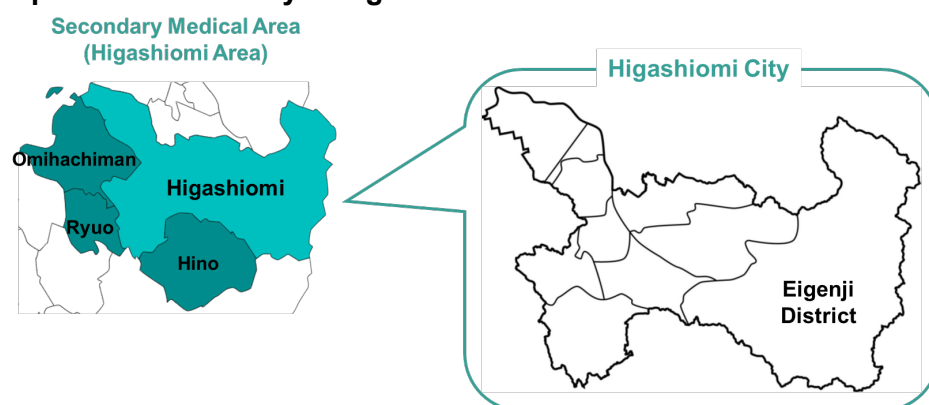 Secondary Medical Area
(Higashiomi Area)
Higashiomi City
Omihachiman
Higashiomi
Ryuo
Hino
Eigenji
District